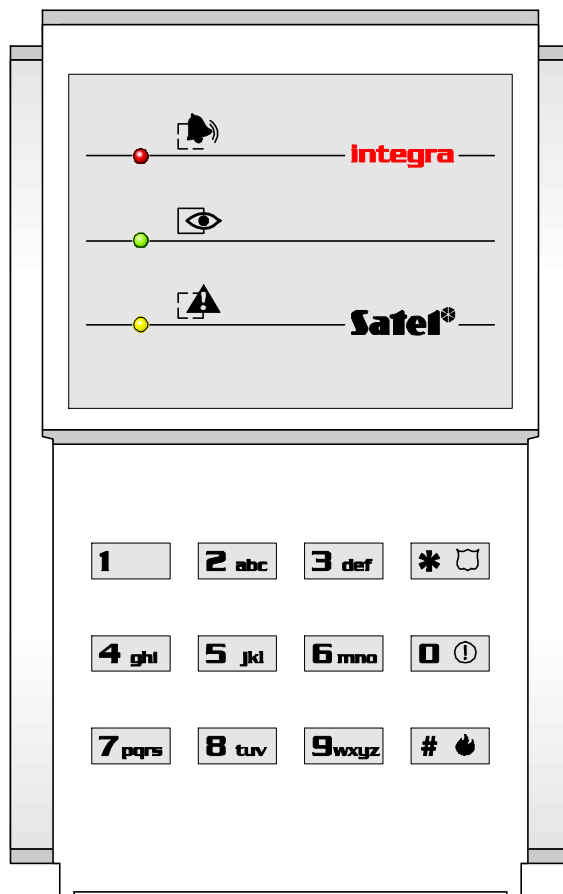 integra
Satel
1
2 abc
3 def
*
4 ghi
5 jkl
6 mno
0
7 pqrs
8 tuv
9 wxyz
#